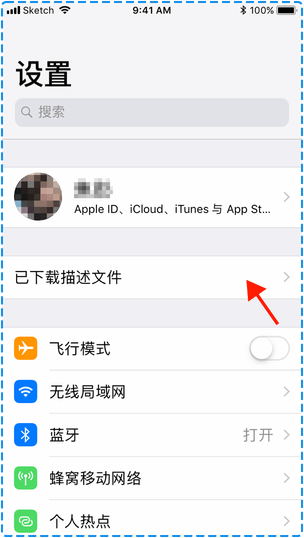 Sketch 9:41 AM 100%
设置
搜索
Apple ID、iCloud、iTunes 与 App St...
已下载描述文件
飞行模式
无线局域网
蓝牙 打开
蜂窝移动网络
个人热点